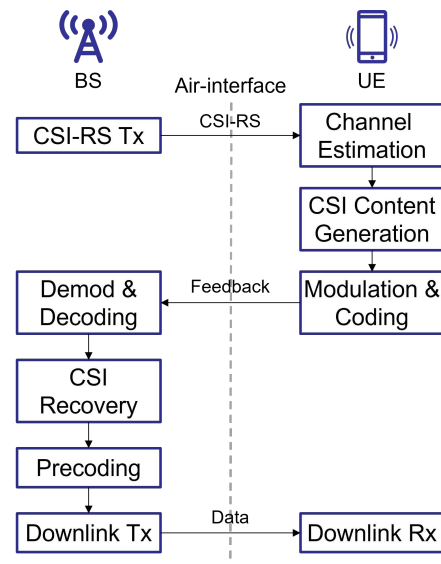 BS
UE
Air-interface
CSI-RS Tx
CSI-RS
Channel
Estimation
CSI Content
Generation
Demod &
Decoding
Feedback
Modulation &
Coding
CSI
Recovery
Precoding
Downlink Tx
Data
Downlink Rx